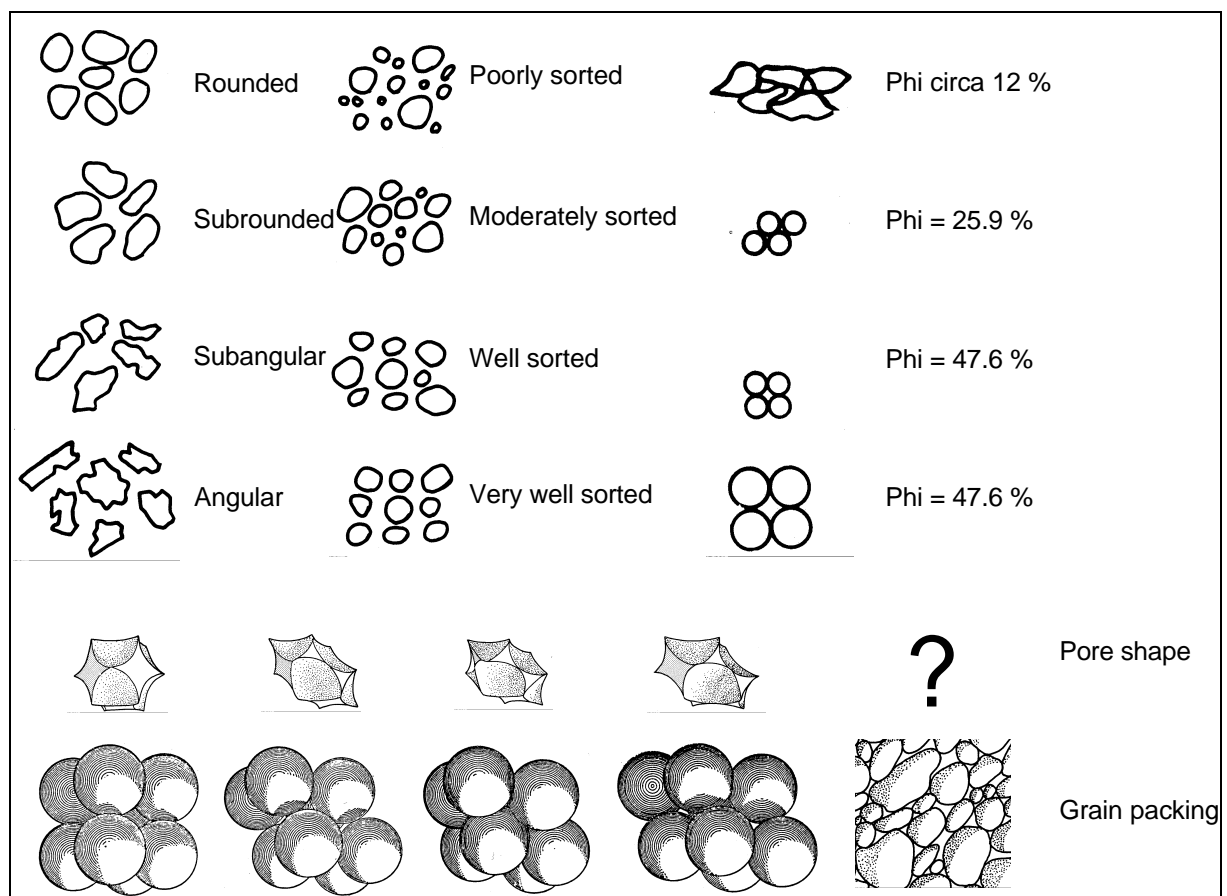 Rounded
Poorly sorted
Phi circa 12 %
Subrounded
Moderately sorted
Phi = 25.9 %
Subangular
Well sorted
Phi = 47.6 %
Angular
Very well sorted
Phi = 47.6 %
?
Pore shape
Grain packing